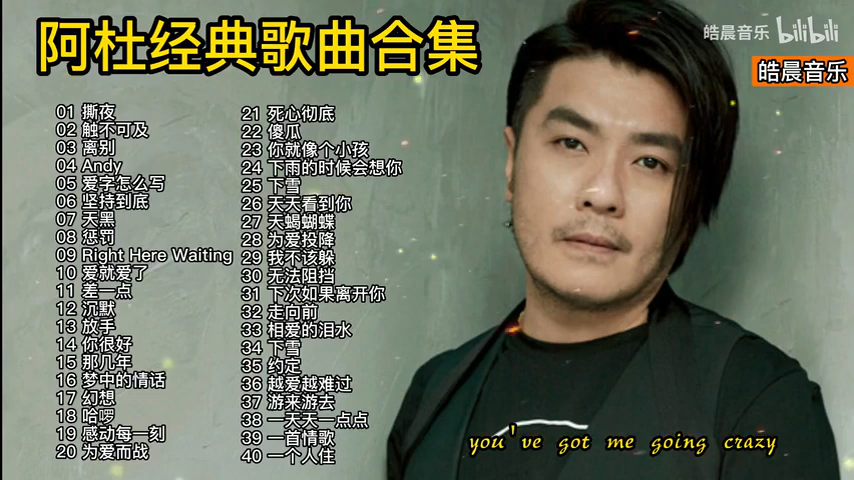 阿杜经典歌曲合集
皓晨音乐 bilibili
皓晨音乐
01 撕夜
02 触不可及
03 离别
04 Andy
05 爱字怎么写
06 坚持到底
07 天黑
08 惩罚
09 Right Here Waiting
10 爱就爱了
11 差一点
12 沉默
13 放手
14 你很好
15 那几年
16 梦中的情话
17 幻想
18 哈啰
19 感动每一刻
20 为爱而战
21 死心彻底
22 傻瓜
23 你就像个小孩
24 下雨的时候会想你
25 下雪
26 天天看到你
27 天蝎蝴蝶
28 为爱投降
29 我不该躲
30 无法阻挡
31 下次如果离开你
32 走向前
33 相爱的泪水
34 下雪
35 约定
36 越爱越难过
37 游来游去
38 一天天一点点
39 一首情歌
40 一个人住
you've got me going crazy